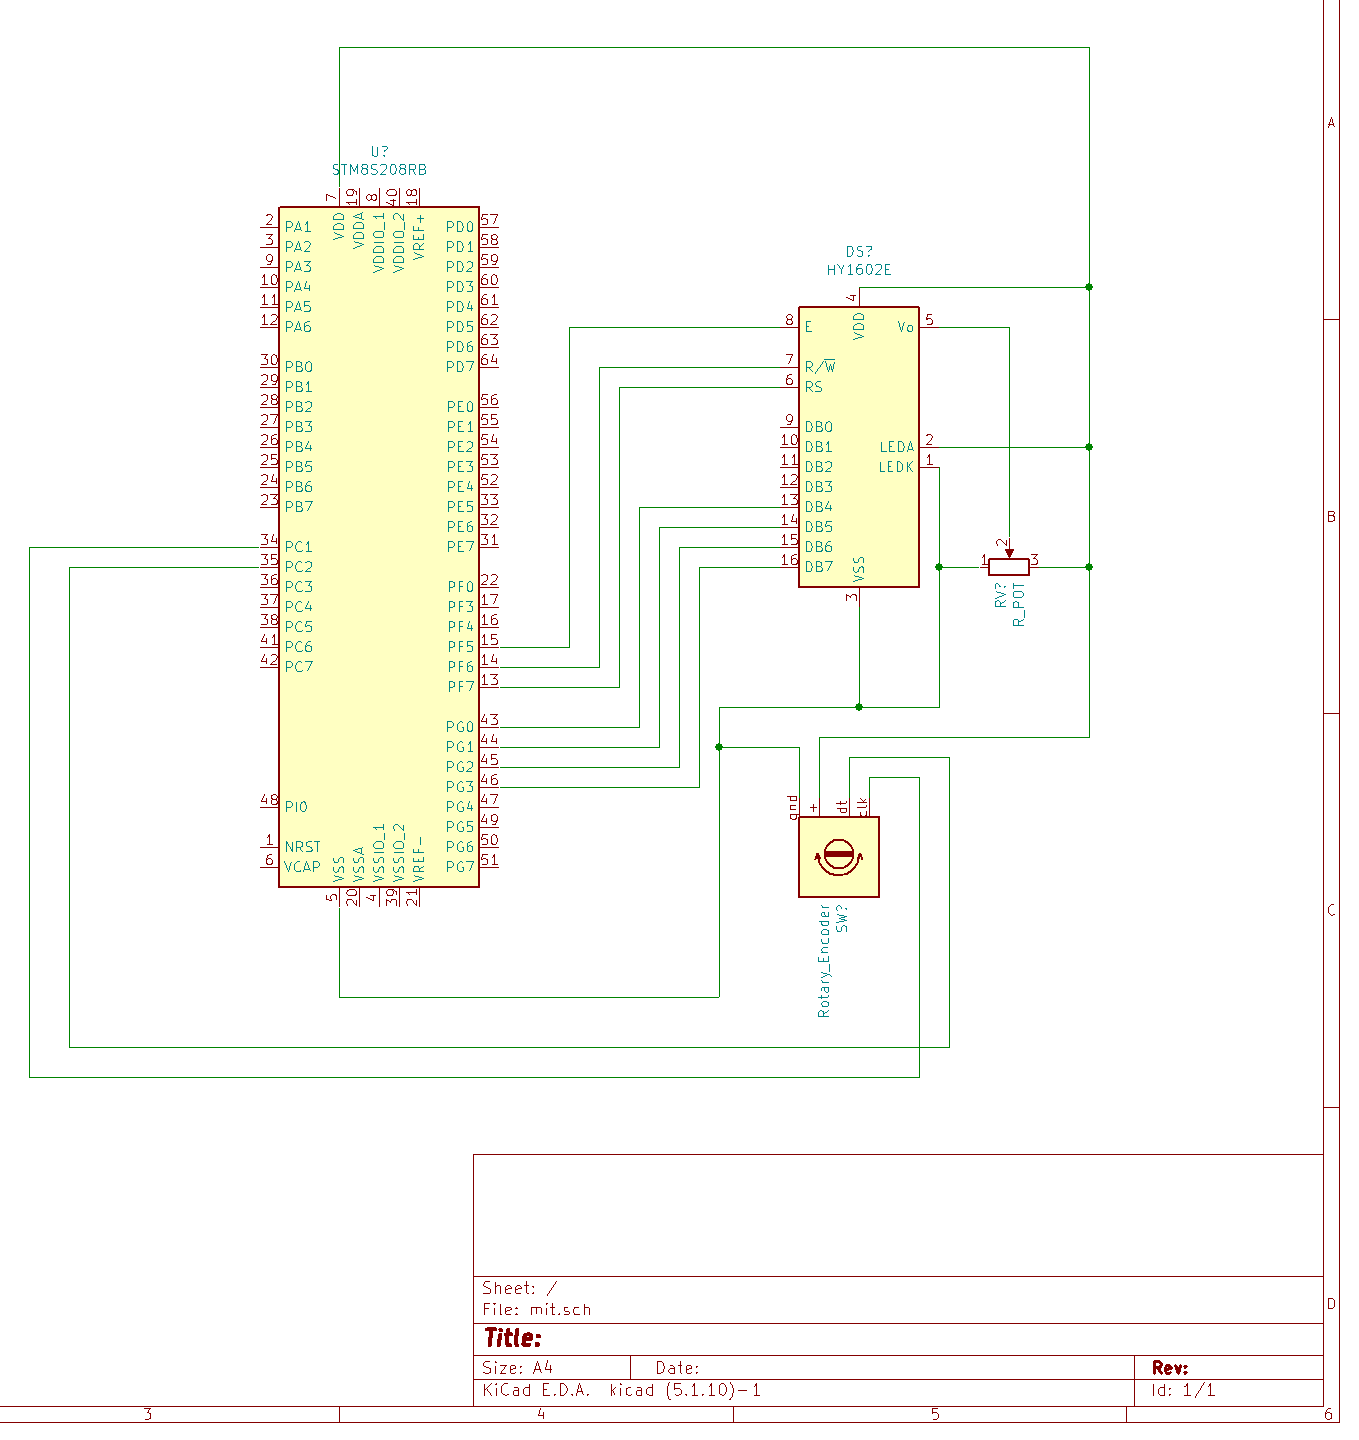 A
U?
STM8S208RB
7 19 8 40 18
VDD VDDA VDDIO_1 VDDIO_2 VREF+
2 PA1 PD0 57
3 PA2 PD1 58
9 PA3 PD2 59
10 PA4 PD3 60
11 PA5 PD4 61
12 PA6 PD5 62
PD6 63
30 PB0 PD7 64
29 PB1
28 PB2 PE0 56
27 PB3 PE1 55
26 PB4 PE2 54
25 PB5 PE3 53
24 PB6 PE4 52
23 PB7 PE5 33
PE6 32
34 PC1 PE7 31
35 PC2
36 PC3 PF0 22
37 PC4 PF3 17
38 PC5 PF4 16
41 PC6 PF5 15
42 PC7 PF6 14
PF7 13
PG0 43
PG1 44
PG2 45
PG3 46
48 PI0 PG4 47
PG5 49
1 NRST PG6 50
6 VCAP PG7 51
VSS VSSA VSSIO_1 VSSIO_2 VREF-
5 20 4 39 21
DS?
HY1602E
4
VDD
8 E Vo 5
7 R/W
6 RS
9 DB0
10 DB1 LEDA 2
11 DB2 LEDK 1
12 DB3
13 DB4
14 DB5
15 DB6
16 DB7
VSS
3
B
2
1 3
RV?
R_POT
gnd + dt clk
Rotary_Encoder
SW?
C
Sheet: /
File: mit.sch
D
Title:
Size: A4 Date: Rev:
KiCad E.D.A. kicad (5.1.10)-1 Id: 1/1
3 4 5 6